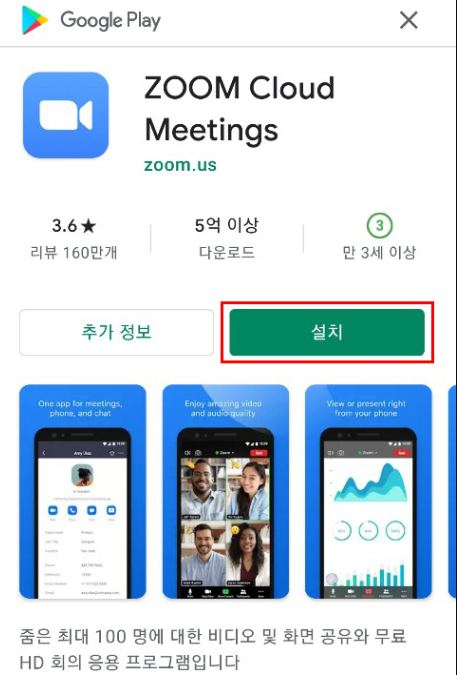 Google Play
ZOOM Cloud
Meetings
zoom.us
3.6★
리뷰 160만개
5억 이상
다운로드
3
만 3세 이상
추가 정보
설치
One app for meetings,
phone, and chat
Enjoy amazing video
and audio quality
View or present right
from your phone
줌은 최대 100 명에 대한 비디오 및 화면 공유와 무료
HD 회의 응용 프로그램입니다